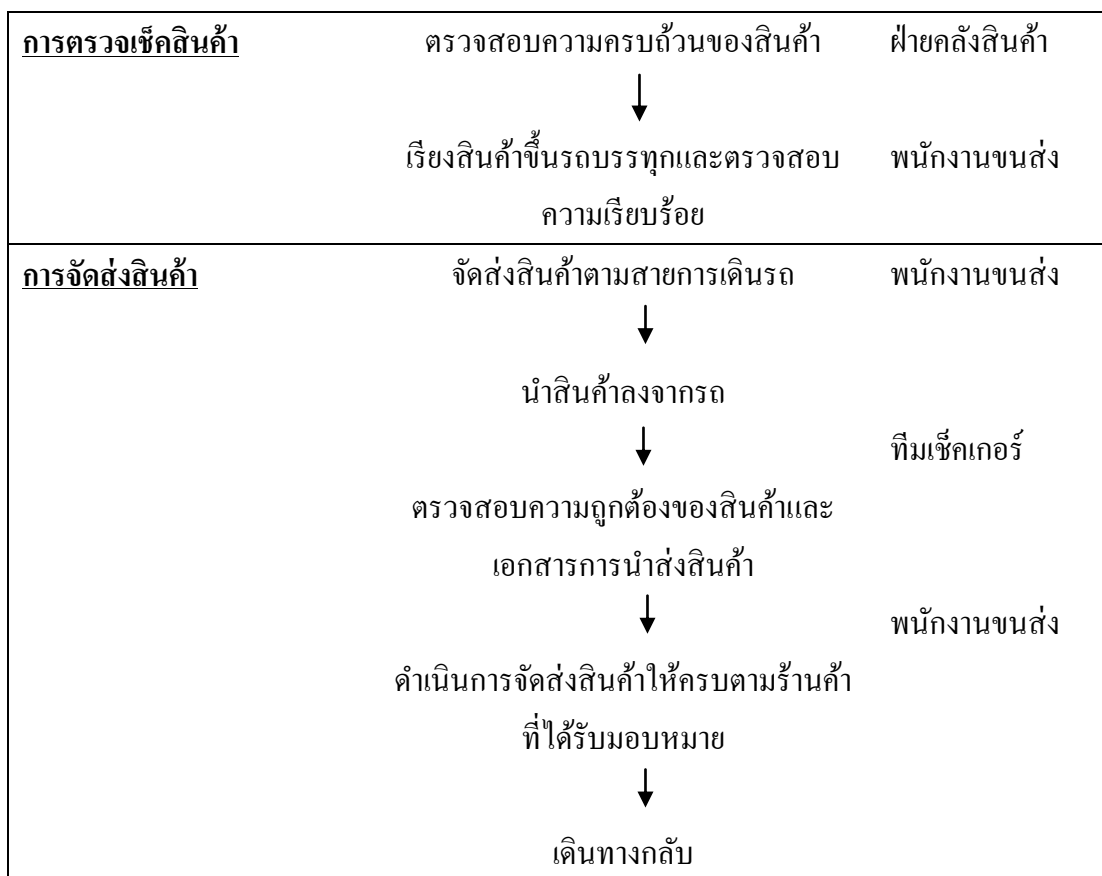 การตรวจเช็คสินค้า ตรวจสอบความครบถ้วนของสินค้า ฝ่ายคลังสินค้า
เรียงสินค้าขึ้นรถบรรทุกและตรวจสอบ พนักงานขนส่ง
ความเรียบร้อย
การจัดส่งสินค้า จัดส่งสินค้าตามสายการเดินรถ พนักงานขนส่ง
นำสินค้าลงจากรถ
ทีมเช็คเกอร์
ตรวจสอบความถูกต้องของสินค้าและ
เอกสารการนำส่งสินค้า
พนักงานขนส่ง
ดำเนินการจัดส่งสินค้าให้ครบตามร้านค้า
ที่ได้รับมอบหมาย
เดินทางกลับ